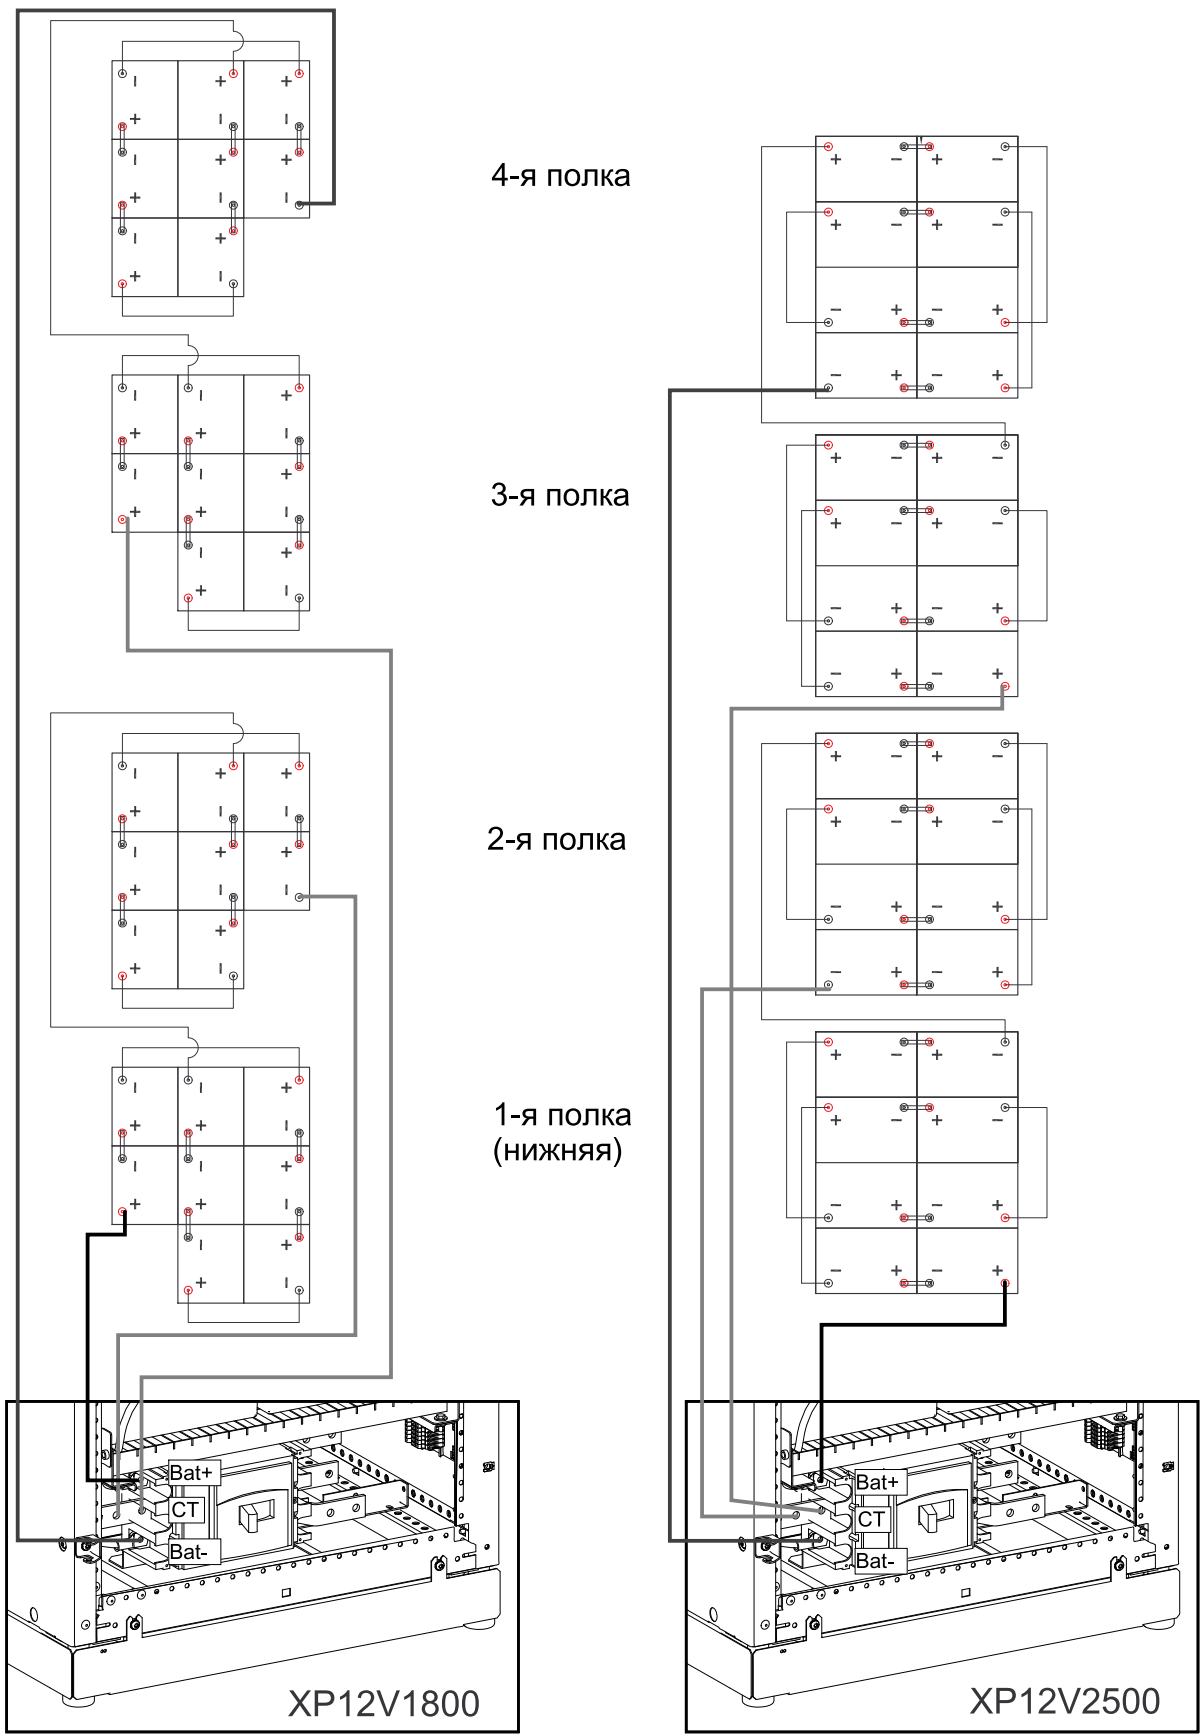 4-я полка
3-я полка
2-я полка
1-я полка
(нижняя)
Bat+
CT
Bat-
XP12V1800
Bat+
CT
Bat-
XP12V2500